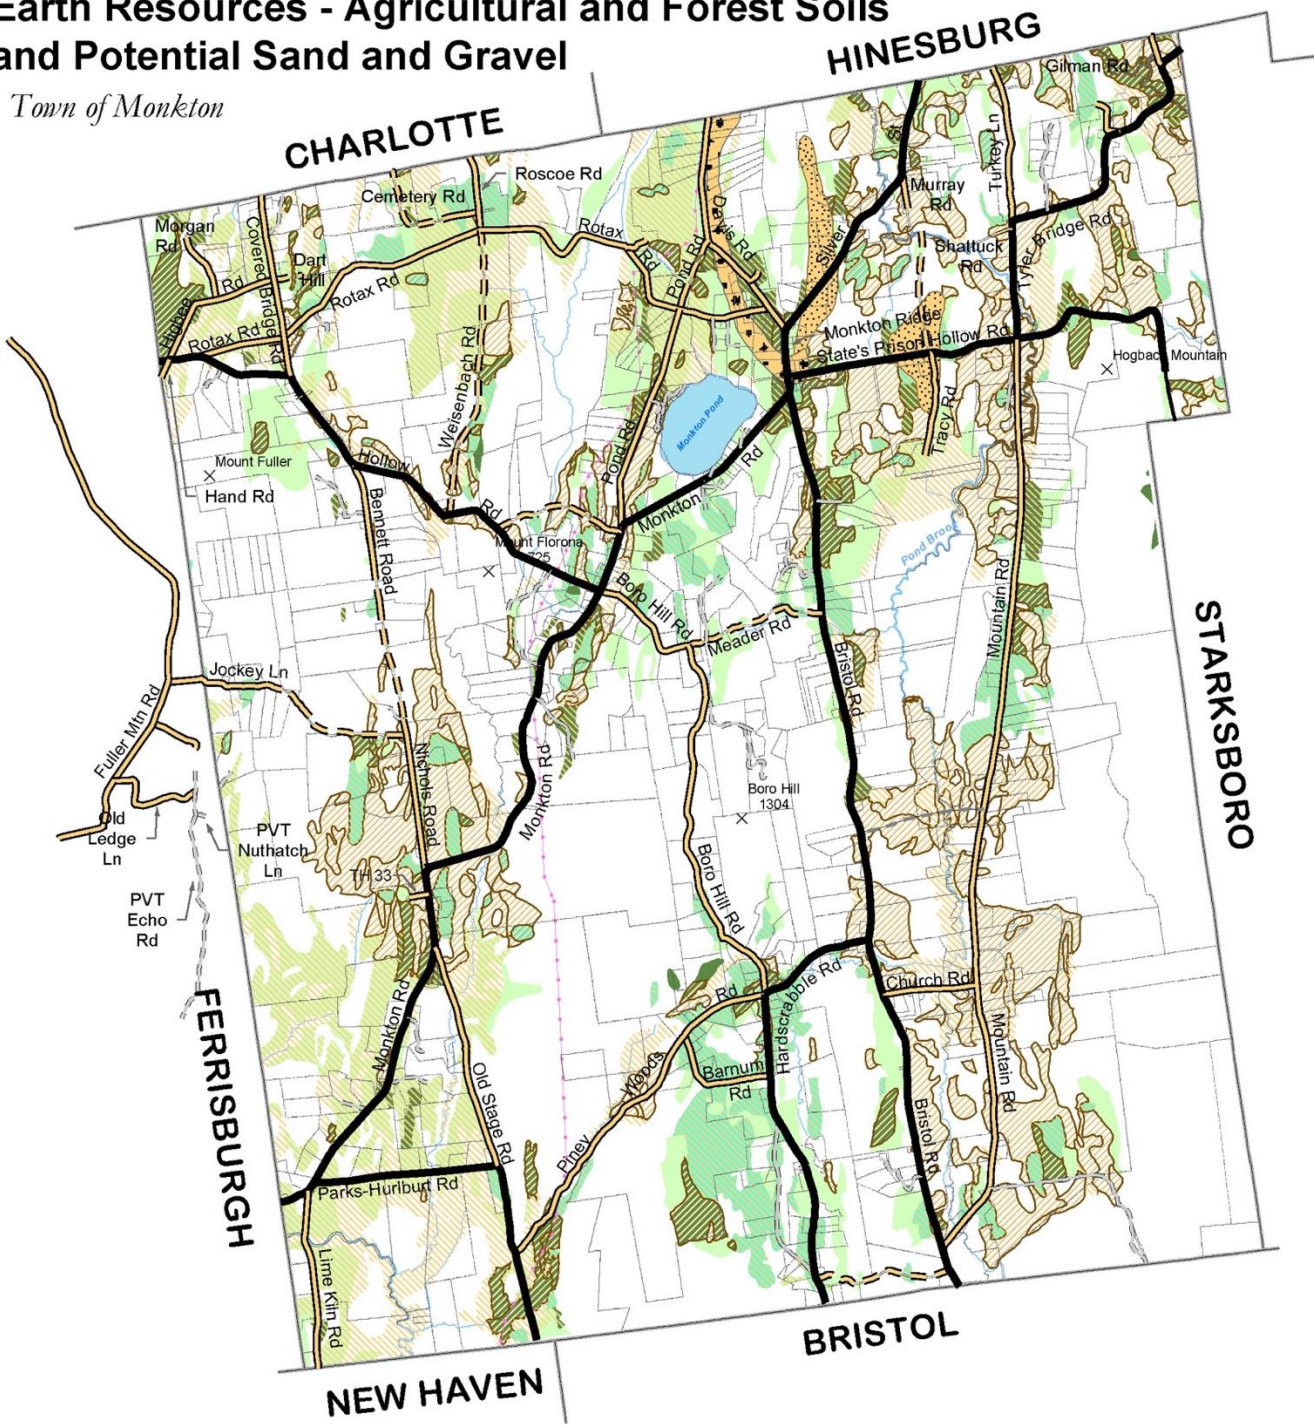 Earth Resources - Agricultural and Forest Soils
and Potential Sand and Gravel
Town of Monkton
HINESBURG
CHARLOTTE
Gilman Rd
Roscoe Rd
Cemetery Rd
Turkey Ln
Murray
Rd
Morgan
Rd
Covered Bridge Rd
Dart
Hill
Rd
Rotax Rd
Rotax
Rd
Pond Rd
Davis Rd
Silver
Shattuck
Rd
Tyler Bridge Rd
Rotax Rd
Monkton Ridge
State's Prison Hollow Rd
Hogback Mountain
Weisenbach Rd
Monkton Pond
Tracy Rd
Mount Fuller
Hand Rd
Hollow
Rd
Pond Rd
Monkton
Rd
Bennett Road
Mount Florona
725
Pond Brook
Boro Hill Rd
Meader Rd
Mountain Rd
STARKSBORO
Jockey Ln
Bristol Rd
Fuller Mtn Rd
Nichols Road
Monkton Rd
Boro Hill
1304
Old
Ledge
Ln
PVT
Nuthatch
Ln
TH 33
Boro Hill Rd
PVT
Echo
Rd
Hardscrabble Rd
Church Rd
Rd
FERRISBURGH
Monkton Rd
Mountain Rd
Old Stage Rd
Woods
Barnum
Rd
Piney
Bristol Rd
Parks-Hurlburt Rd
Lime Kiln Rd
BRISTOL
NEW HAVEN